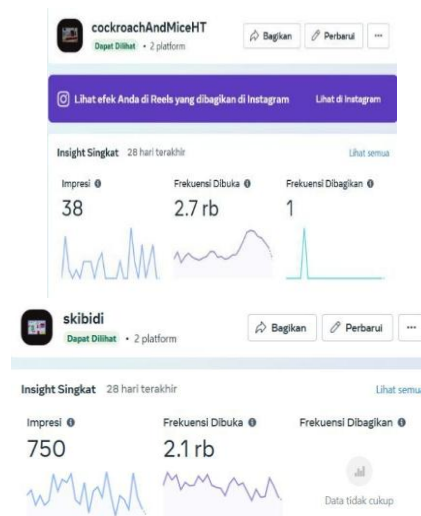 cockroachAndMiceHT
Dapat Dilihat • 2 platform
Bagikan
Perbarui
Lihat efek Anda di Reels yang dibagikan di Instagram
Lihat di Instagram
Insight Singkat 28 hari terakhir
Lihat semua
Impresi
Frekuensi Dibuka
Frekuensi Dibagikan
38
2.7 rb
1
skibidi
Dapat Dilihat • 2 platform
Bagikan
Perbarui
Insight Singkat 28 hari terakhir
Lihat semua
Impresi
Frekuensi Dibuka
Frekuensi Dibagikan
750
2.1 rb
Data tidak cukup